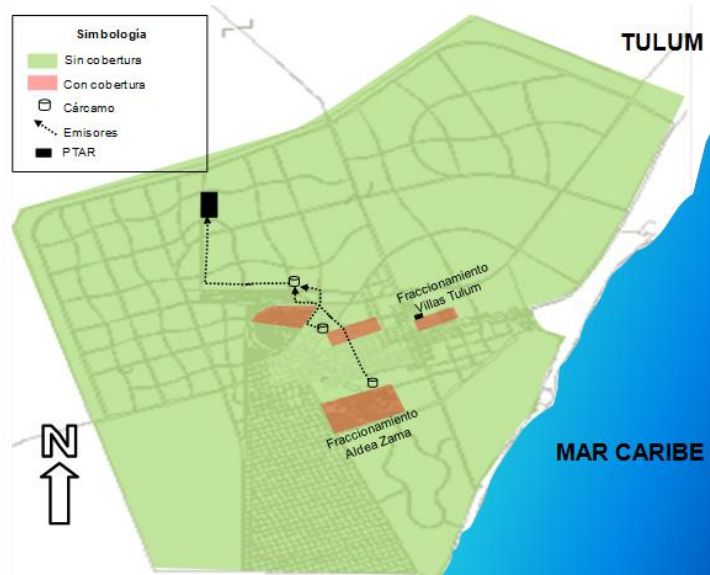 Simbología
Sin cobertura
Con cobertura
Cárcamo
Emisores
PTAR
TULUM
Fraccionamiento
Villas Tulum
Fraccionamiento
Aldea Zama
N
MAR CARIBE